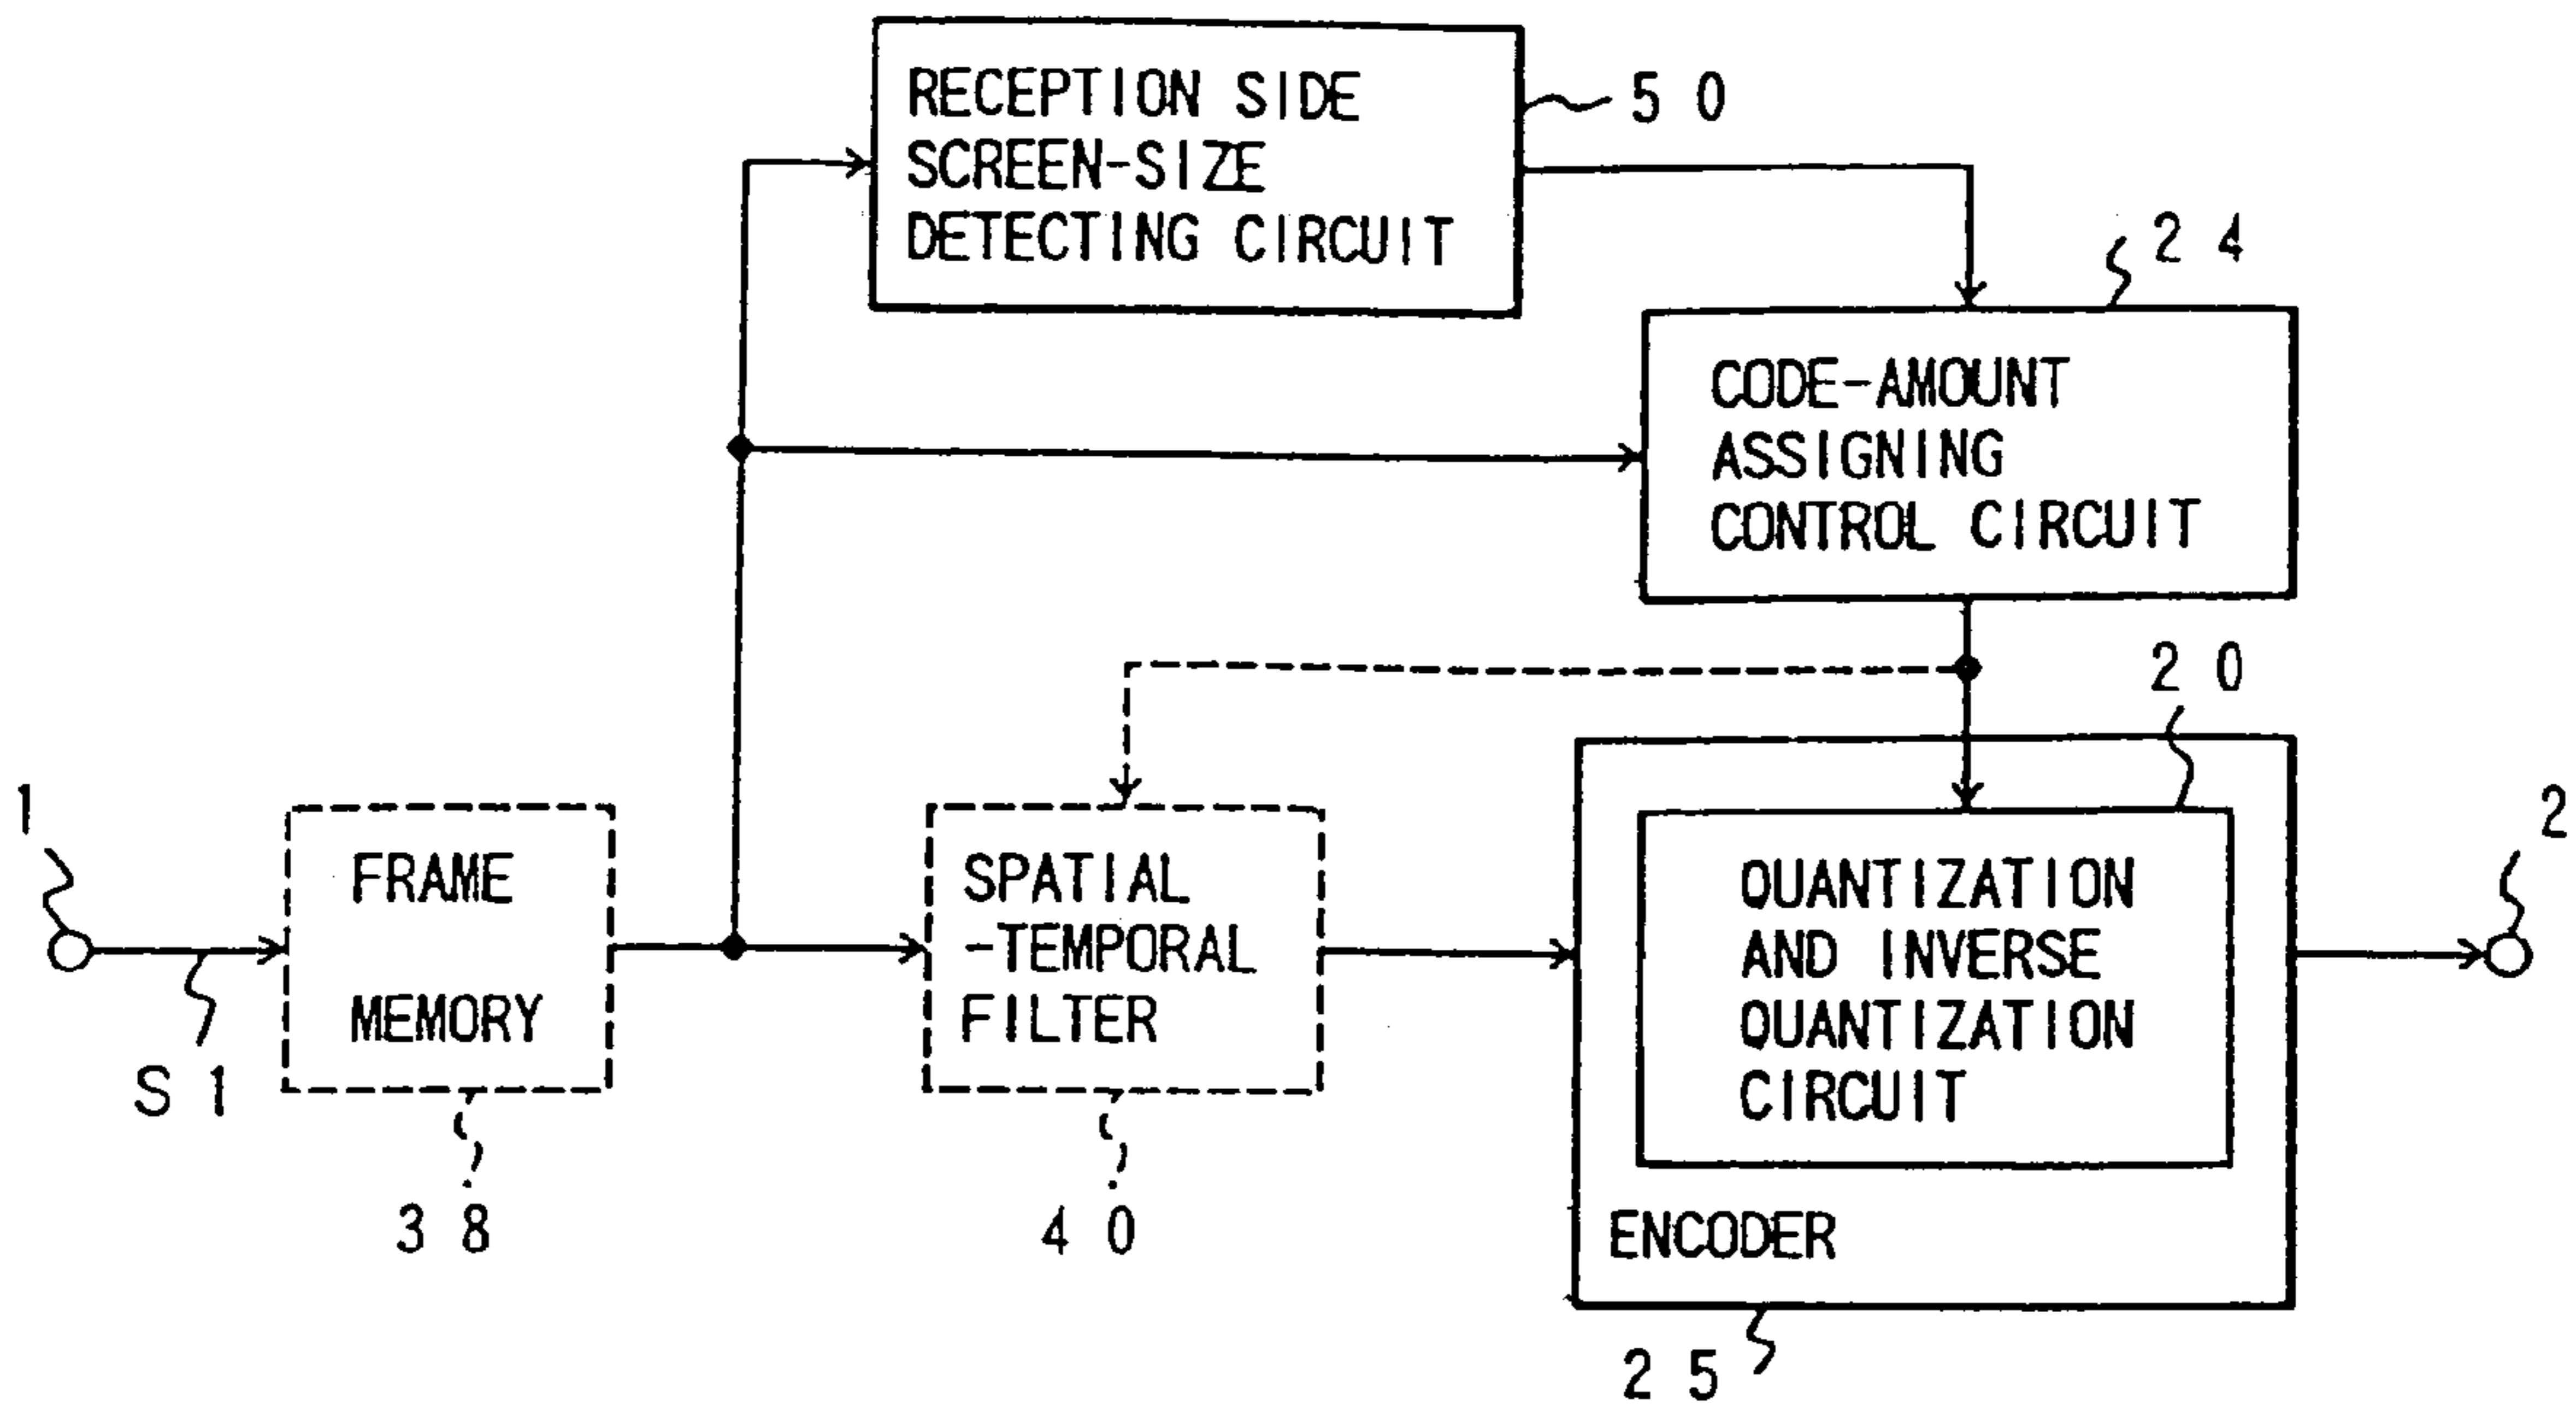 RECEPTION SIDE
SCREEN-SIZE
DETECTING CIRCUIT
50
24
CODE-AMOUNT
ASSIGNING
CONTROL CIRCUIT
20
1
FRAME
MEMORY
S1
38
SPATIAL
-TEMPORAL
FILTER
40
QUANTIZATION
AND INVERSE
QUANTIZATION
CIRCUIT
ENCODER
25
2